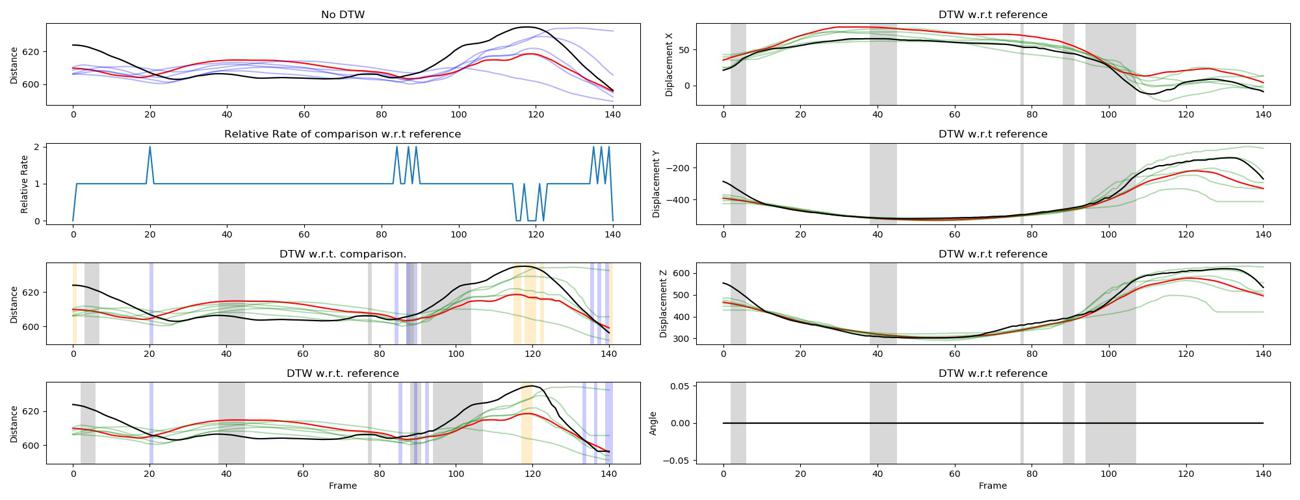 No DTW
Distance
620
600
0 20 40 60 80 100 120 140
Relative Rate of comparison w.r.t reference
Relative Rate
2
1
0
0 20 40 60 80 100 120 140
DTW w.r.t. comparison.
Distance
620
600
0 20 40 60 80 100 120 140
DTW w.r.t. reference
Distance
620
600
0 20 40 60 80 100 120 140
Frame
DTW w.r.t reference
Diplacement X
50
0
0 20 40 60 80 100 120 140
DTW w.r.t reference
Displacement Y
−200
−400
0 20 40 60 80 100 120 140
DTW w.r.t reference
Displacement Z
600
500
400
300
0 20 40 60 80 100 120 140
DTW w.r.t reference
Angle
0.05
0.00
−0.05
0 20 40 60 80 100 120 140
Frame